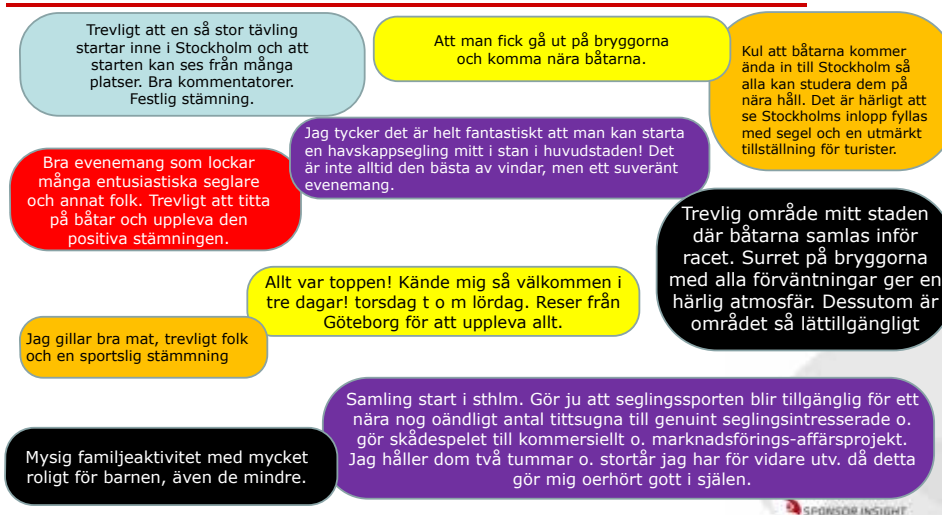 Trevligt att en så stor tävling
startar inne i Stockholm och att
starten kan ses från många
platser. Bra kommentatorer.
Festlig stämning.
Att man fick gå ut på bryggorna
och komma nära båtarna.
Kul att båtarna kommer
ända in till Stockholm så
alla kan studera dem på
nära håll. Det är härligt att
se Stockholms inlopp fyllas
med segel och en utmärkt
tillställning för turister.
Jag tycker det är helt fantastiskt att man kan starta
en havskappsegling mitt i stan i huvudstaden! Det
är inte alltid den bästa av vindar, men ett suveränt
evenemang.
Bra evenemang som lockar
många entusiastiska seglare
och annat folk. Trevligt att titta
på båtar och uppleva den
positiva stämningen.
Trevlig område mitt staden
där båtarna samlas inför
racet. Surret på bryggorna
med alla förväntningar ger en
härlig atmosfär. Dessutom är
området så lättillgängligt
Allt var toppen! Kände mig så välkommen i
tre dagar! torsdag t o m lördag. Reser från
Göteborg för att uppleva allt.
Jag gillar bra mat, trevligt folk
och en sportslig stämmning
Samling start i sthlm. Gör ju att seglingssporten blir tillgänglig för ett
nära nog oändligt antal tittsugna till genuint seglingsintresserade o.
gör skådespelet till kommersiellt o. marknadsförings-affärsprojekt.
Jag håller dom två tummar o. stortår jag har för vidare utv. då detta
gör mig oerhört gott i själen.
Mysig familjeaktivitet med mycket
roligt för barnen, även de mindre.
SPONSOR INSIGHT